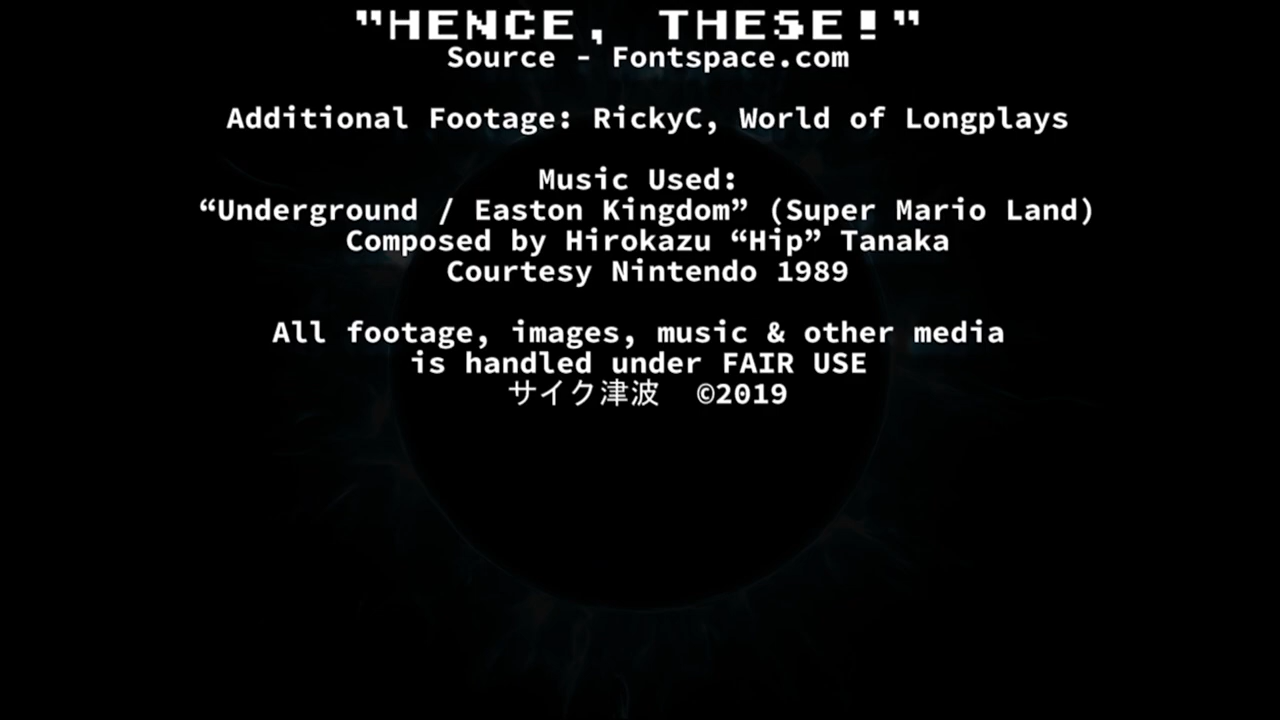 "HENCE, THESE!"
Source - Fontspace.com
Additional Footage: RickyC, World of Longplays
Music Used:
“Underground / Easton Kingdom” (Super Mario Land)
Composed by Hirokazu “Hip” Tanaka
Courtesy Nintendo 1989
All footage, images, music & other media
is handled under FAIR USE
サイク津波 ©2019